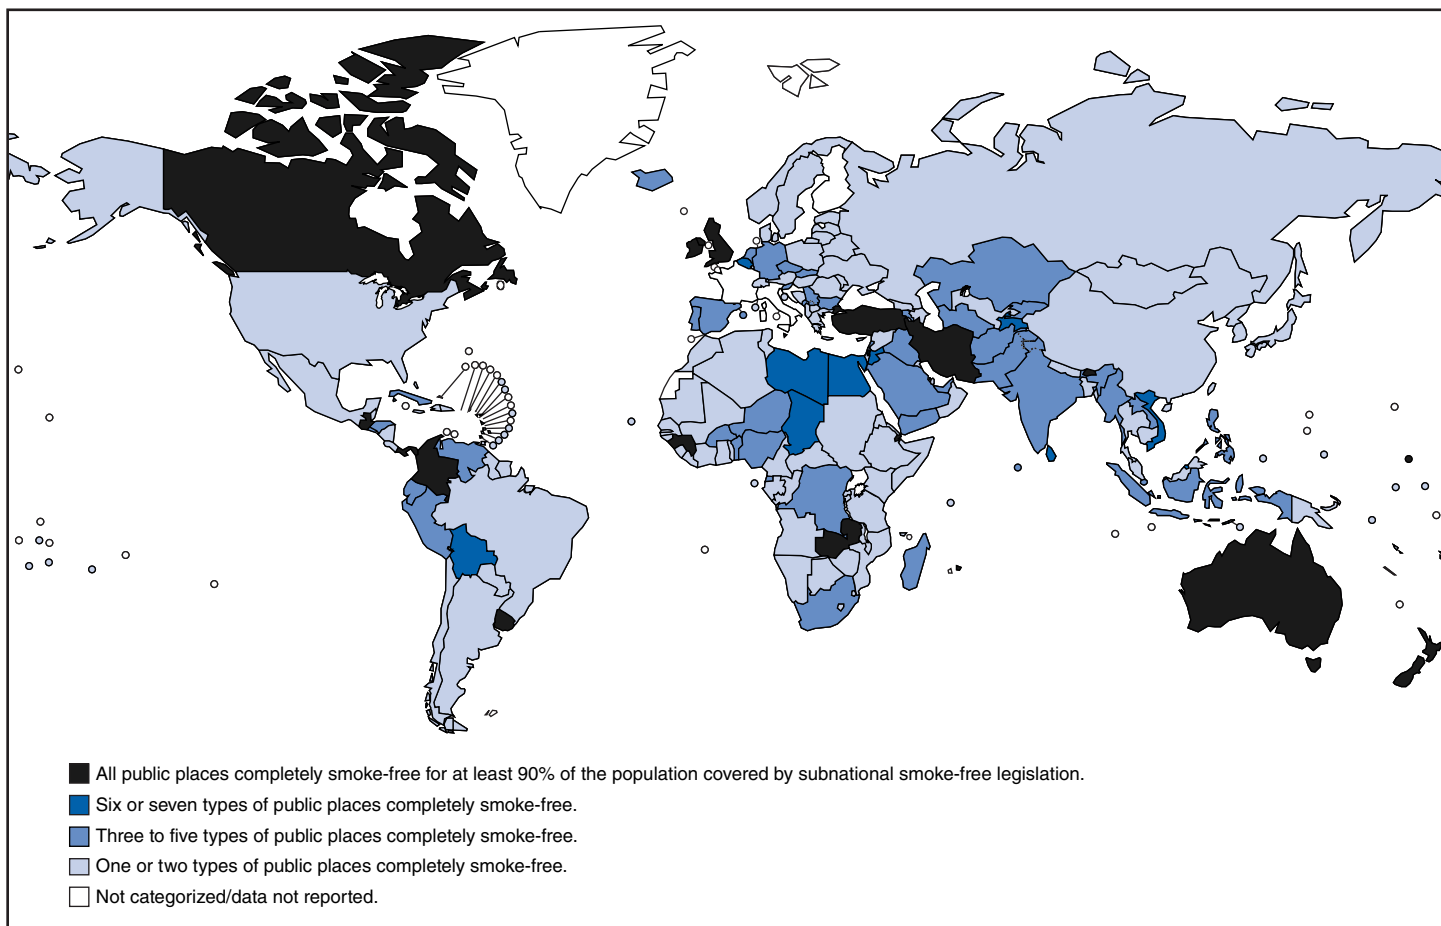 All public places completely smoke-free for at least 90% of the population covered by subnational smoke-free legislation.
Six or seven types of public places completely smoke-free.
Three to five types of public places completely smoke-free.
One or two types of public places completely smoke-free.
Not categorized/data not reported.